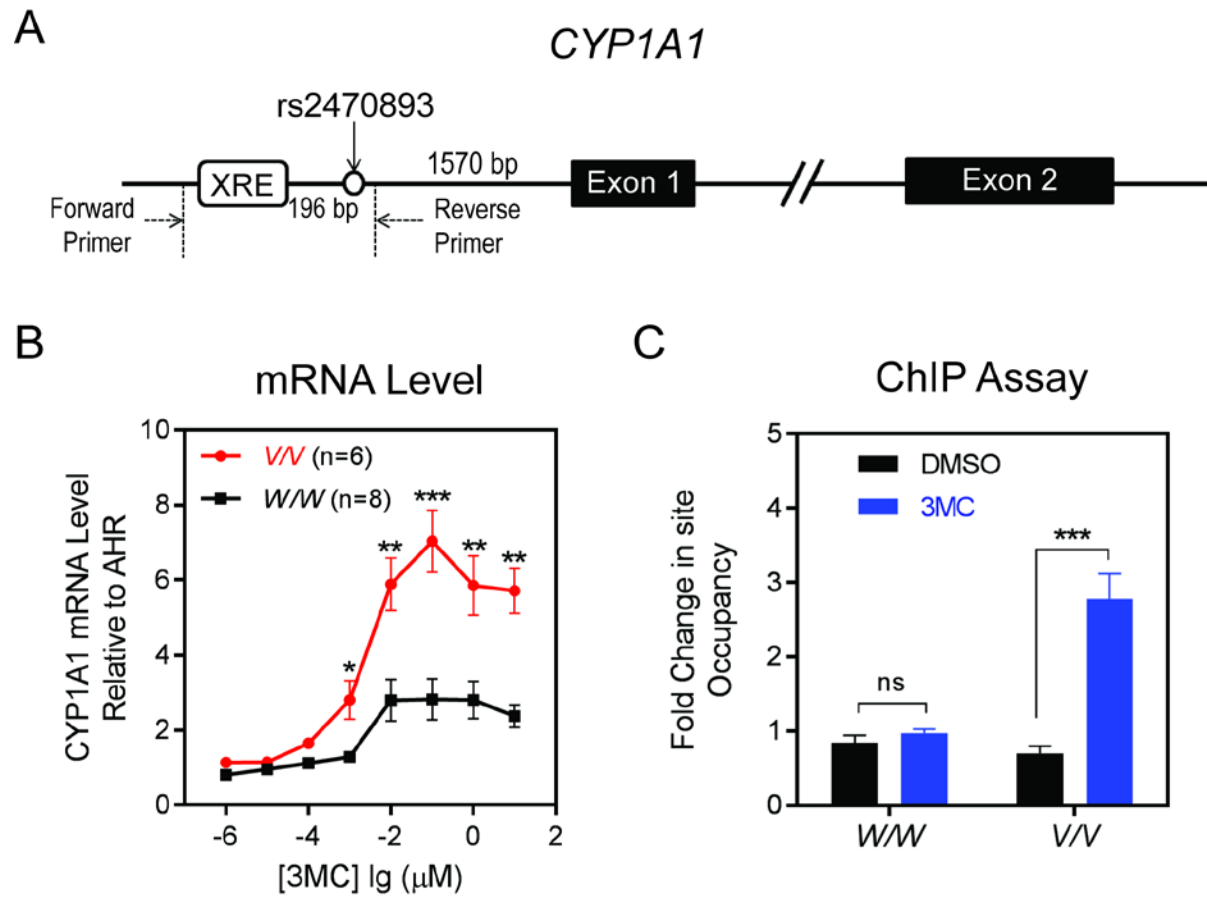 A
CYP1A1
rs2470893
1570 bp
XRE
196 bp
Exon 1
Exon 2
Forward
Primer
Reverse
Primer
B
mRNA Level
CYP1A1 mRNA Level
Relative to AHR
10
8
6
4
2
0
V/V (n=6)
W/W (n=8)
*
**
***
**
**
-6
-4
-2
0
2
[3MC] lg (μM)
C
ChIP Assay
Fold Change in site
Occupancy
5
4
3
2
1
0
DMSO
3MC
ns
***
W/W
V/V